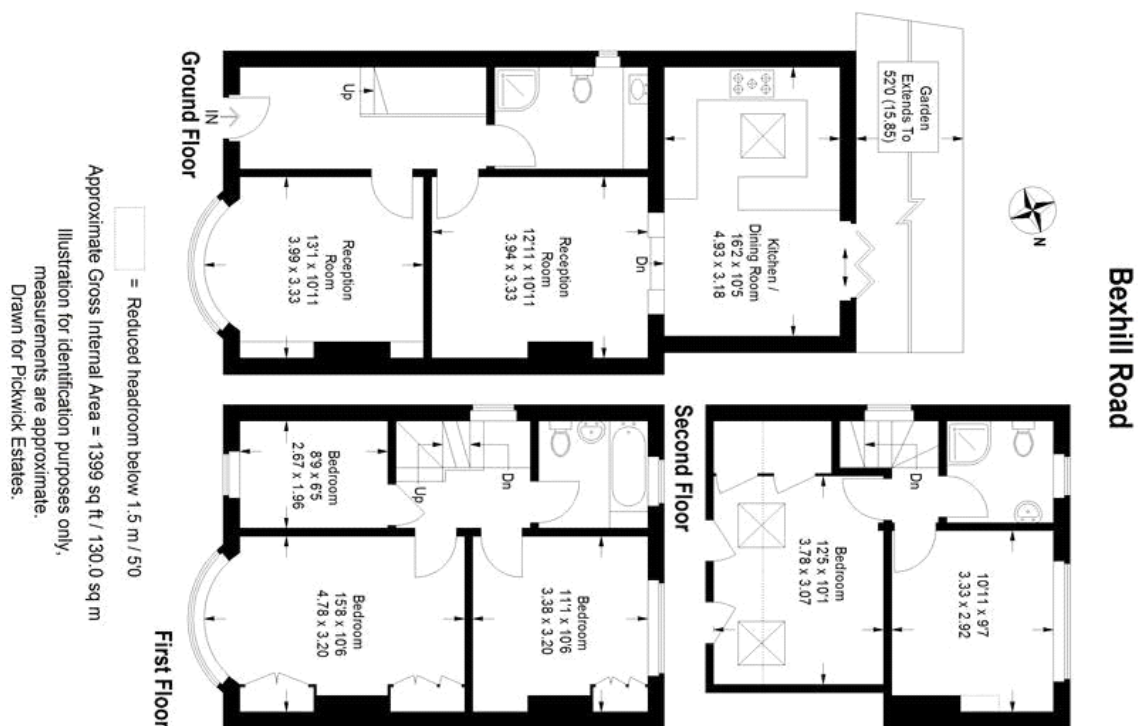 Bexhill Road
N
Garden
Extends To
52'0 (15.85)
Kitchen /
Dining Room
16'2 x 10'5
4.93 x 3.18
Dn
Reception
Room
12'11 x 10'11
3.94 x 3.33
Up
Reception
Room
13'1 x 10'11
3.99 x 3.33
IN
Ground Floor
10'11 x 9'7
3.33 x 2.92
Dn
Bedroom
12'5 x 10'1
3.78 x 3.07
Second Floor
Bedroom
11'1 x 10'6
3.38 x 3.20
Dn
Up
Bedroom
8'9 x 6'5
2.67 x 1.96
Bedroom
15'8 x 10'6
4.78 x 3.20
First Floor
= Reduced headroom below 1.5 m / 5'0
Approximate Gross Internal Area = 1399 sq ft / 130.0 sq m
Illustration for identification purposes only,
measurements are approximate.
Drawn for Pickwick Estates.